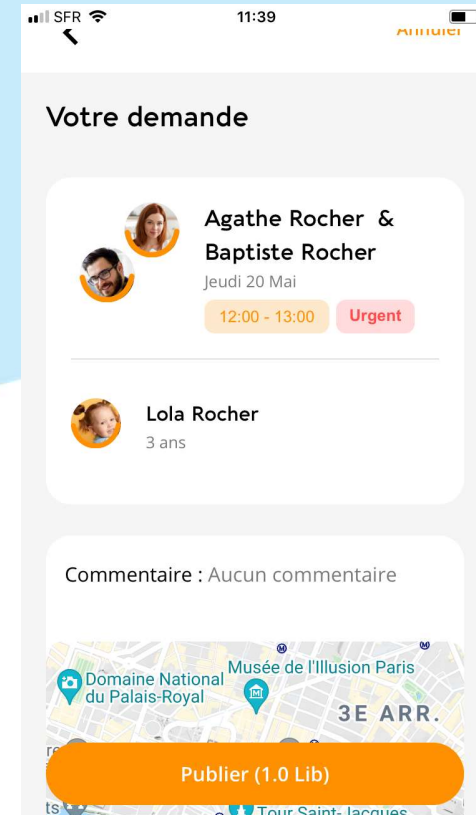 SFR
11:39
Annuler
Votre demande
Agathe Rocher &
Baptiste Rocher
Jeudi 20 Mai
12:00 - 13:00
Urgent
Lola Rocher
3 ans
Commentaire : Aucun commentaire
Musée de l'Illusion Paris
Domaine National
du Palais-Royal
3E ARR.
Publier (1.0 Lib)
Tour Saint-Jacques